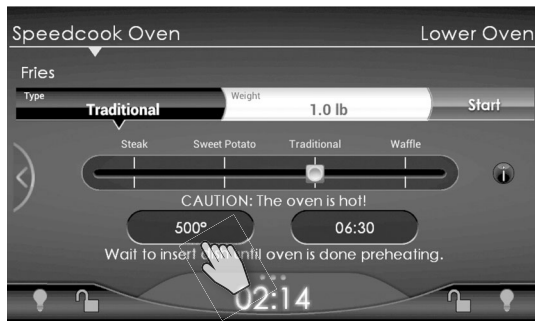 Speedcook Oven Lower Oven
Fries
Type Weight
Traditional 1.0 lb Start
Steak Sweet Potato Traditional Waffle
CAUTION: The oven is hot!
500° 06:30
Wait to insert until oven is done preheating.
02:14